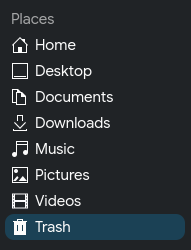 Places
Home
Desktop
Documents
Downloads
Music
Pictures
Videos
Trash